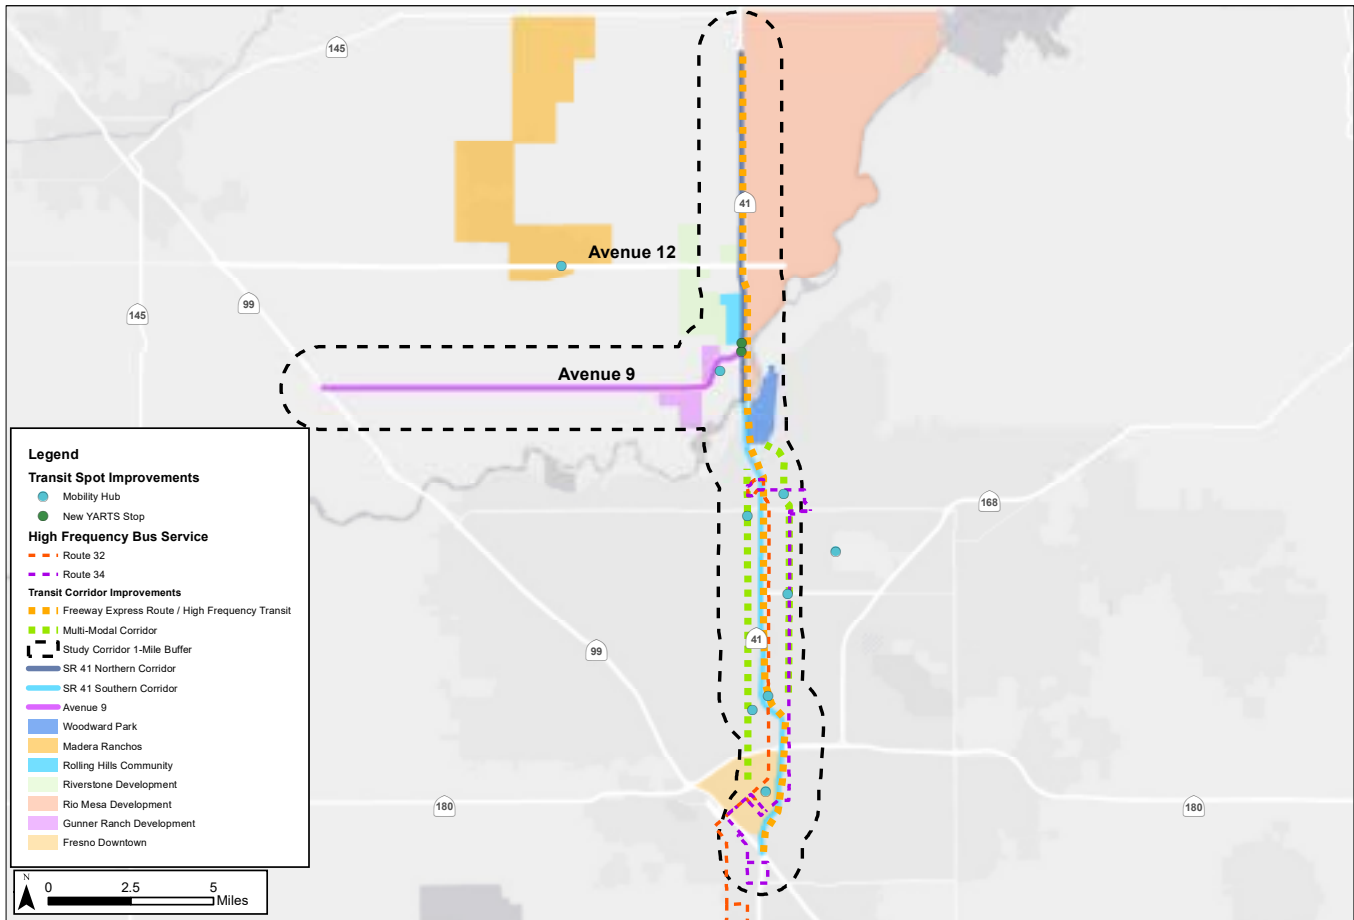 145
41
Avenue 12
99
145
Avenue 9
168
41
99
180
180
Legend
Transit Spot Improvements
Mobility Hub
New YARTS Stop
High Frequency Bus Service
Route 32
Route 34
Transit Corridor Improvements
Freeway Express Route / High Frequency Transit
Multi-Modal Corridor
Study Corridor 1-Mile Buffer
SR 41 Northern Corridor
SR 41 Southern Corridor
Avenue 9
Woodward Park
Madera Ranchos
Rolling Hills Community
Riverstone Development
Rio Mesa Development
Gunner Ranch Development
Fresno Downtown
N
0 2.5 5
Miles